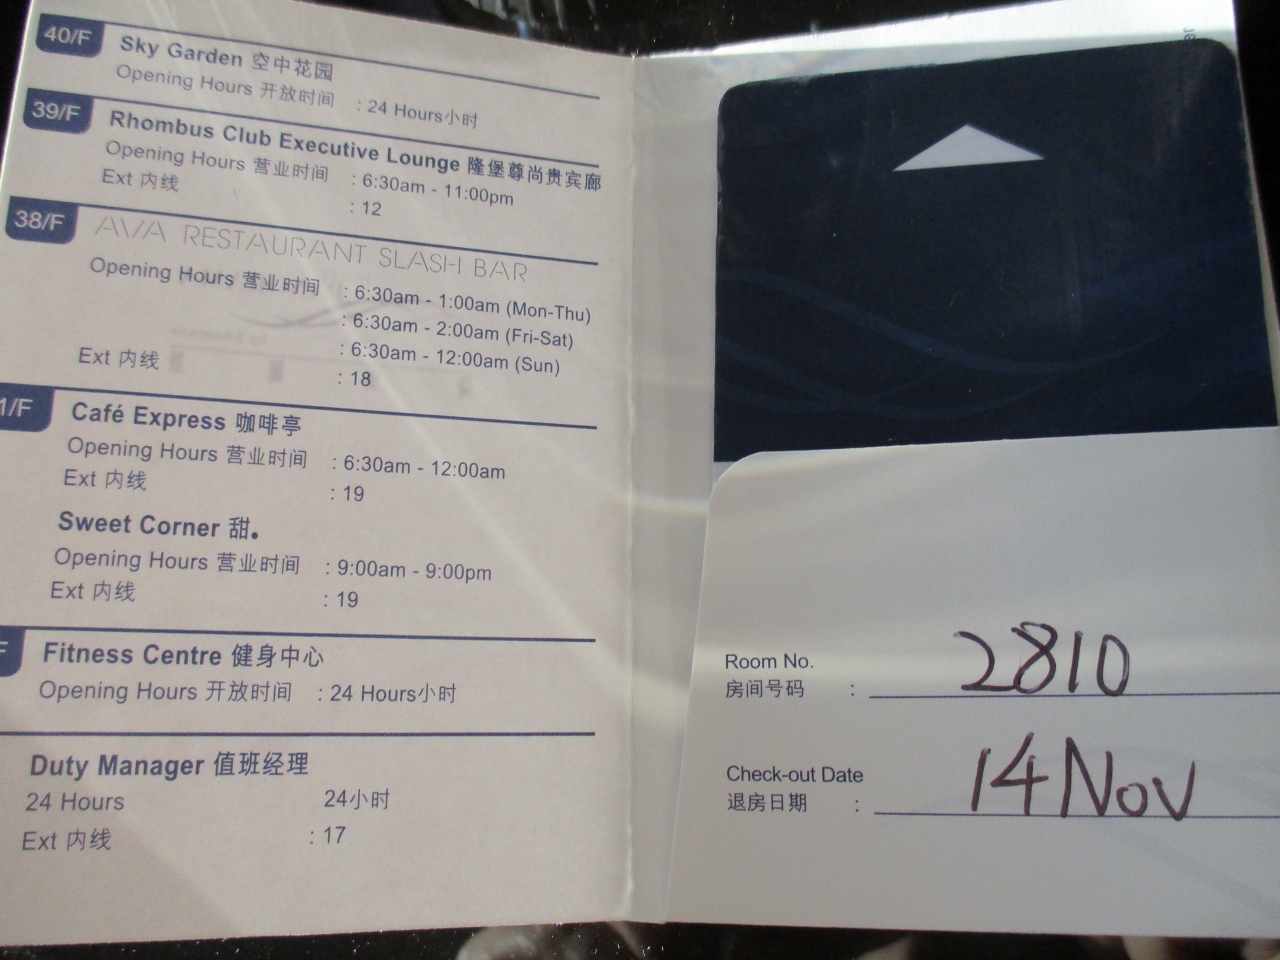 40/F Sky Garden 空中花园
Opening Hours 开放时间 : 24 Hours小时
39/F Rhombus Club Executive Lounge 隆堡尊尚贵宾廊
Opening Hours 营业时间 : 6:30am - 11:00pm
Ext 内线 : 12
38/F AVA RESTAURANT SLASH BAR
Opening Hours 营业时间 : 6:30am - 1:00am (Mon-Thu)
: 6:30am - 2:00am (Fri-Sat)
: 6:30am - 12:00am (Sun)
Ext 内线 : 18
1/F Café Express 咖啡亭
Opening Hours 营业时间 : 6:30am - 12:00am
Ext 内线 : 19
Sweet Corner 甜。
Opening Hours 营业时间 : 9:00am - 9:00pm
Ext 内线 : 19
F Fitness Centre 健身中心
Opening Hours 开放时间 : 24 Hours小时
Duty Manager 值班经理
24 Hours 24小时
Ext 内线 : 17
Room No.
房间号码 : 2810
Check-out Date
退房日期 : 14 Nov